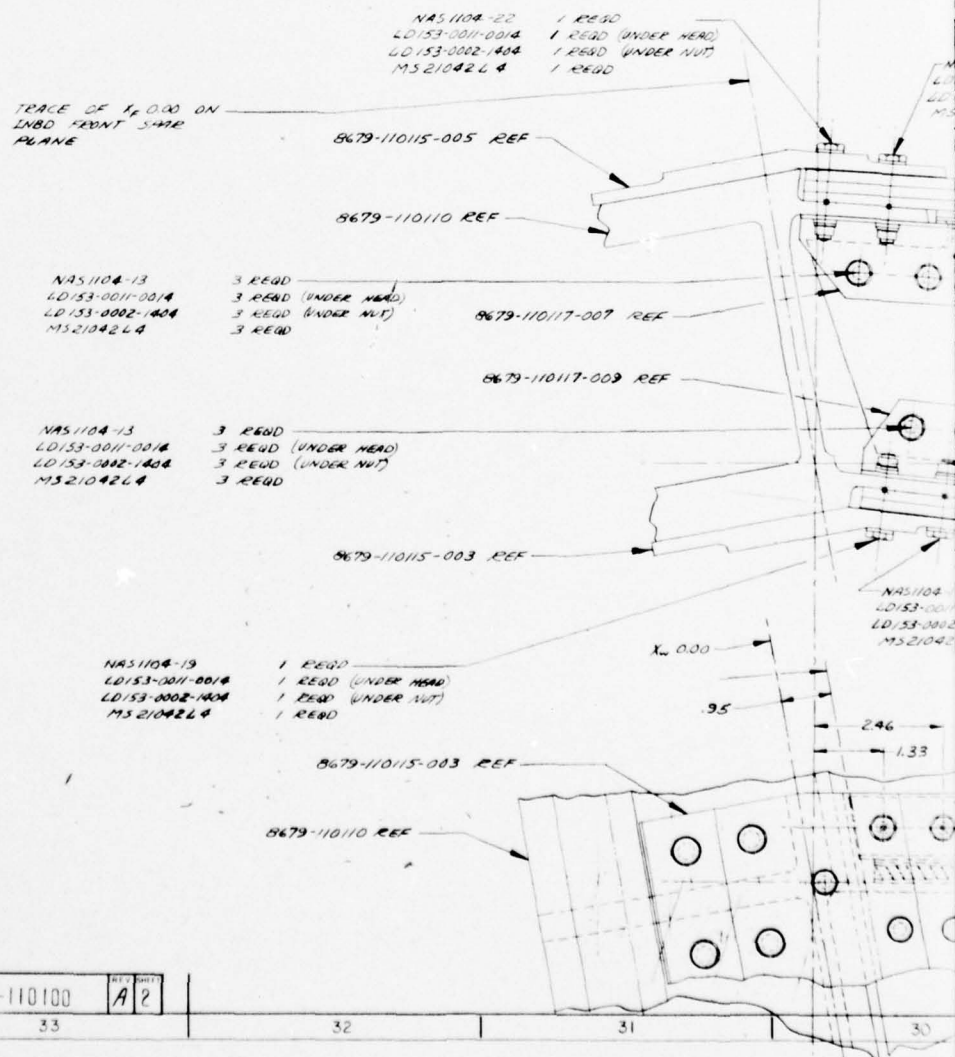 NAS1104-22 1 REQD
LD153-0011-0014 1 REQD (UNDER HEAD)
LD153-0002-1404 1 REQD (UNDER NUT)
MS21042L4 1 REQD
TRACE OF XF 0.00 ON
INBD FRONT SPAR
PLANE
8679-110115-005 REF
8679-110110 REF
NAS1104-13 3 REQD
LD153-0011-0014 3 REQD (UNDER HEAD)
LD153-0002-1404 3 REQD (UNDER NUT)
MS21042L4 3 REQD
8679-110117-007 REF
8679-110117-009 REF
NAS1104-13 3 REQD
LD153-0011-0014 3 REQD (UNDER HEAD)
LD153-0002-1404 3 REQD (UNDER NUT)
MS21042L4 3 REQD
8679-110115-003 REF
NAS1104
LD153-0011
LD153-0002
MS21042
NAS1104-19 1 REQD
LD153-0011-0014 1 REQD (UNDER HEAD)
LD153-0002-1404 1 REQD (UNDER NUT)
MS21042L4 1 REQD
XW 0.00
.95
2.46
1.33
8679-110115-003 REF
8679-110110 REF
-110100 REV A SHEET 2
33 32 31 30